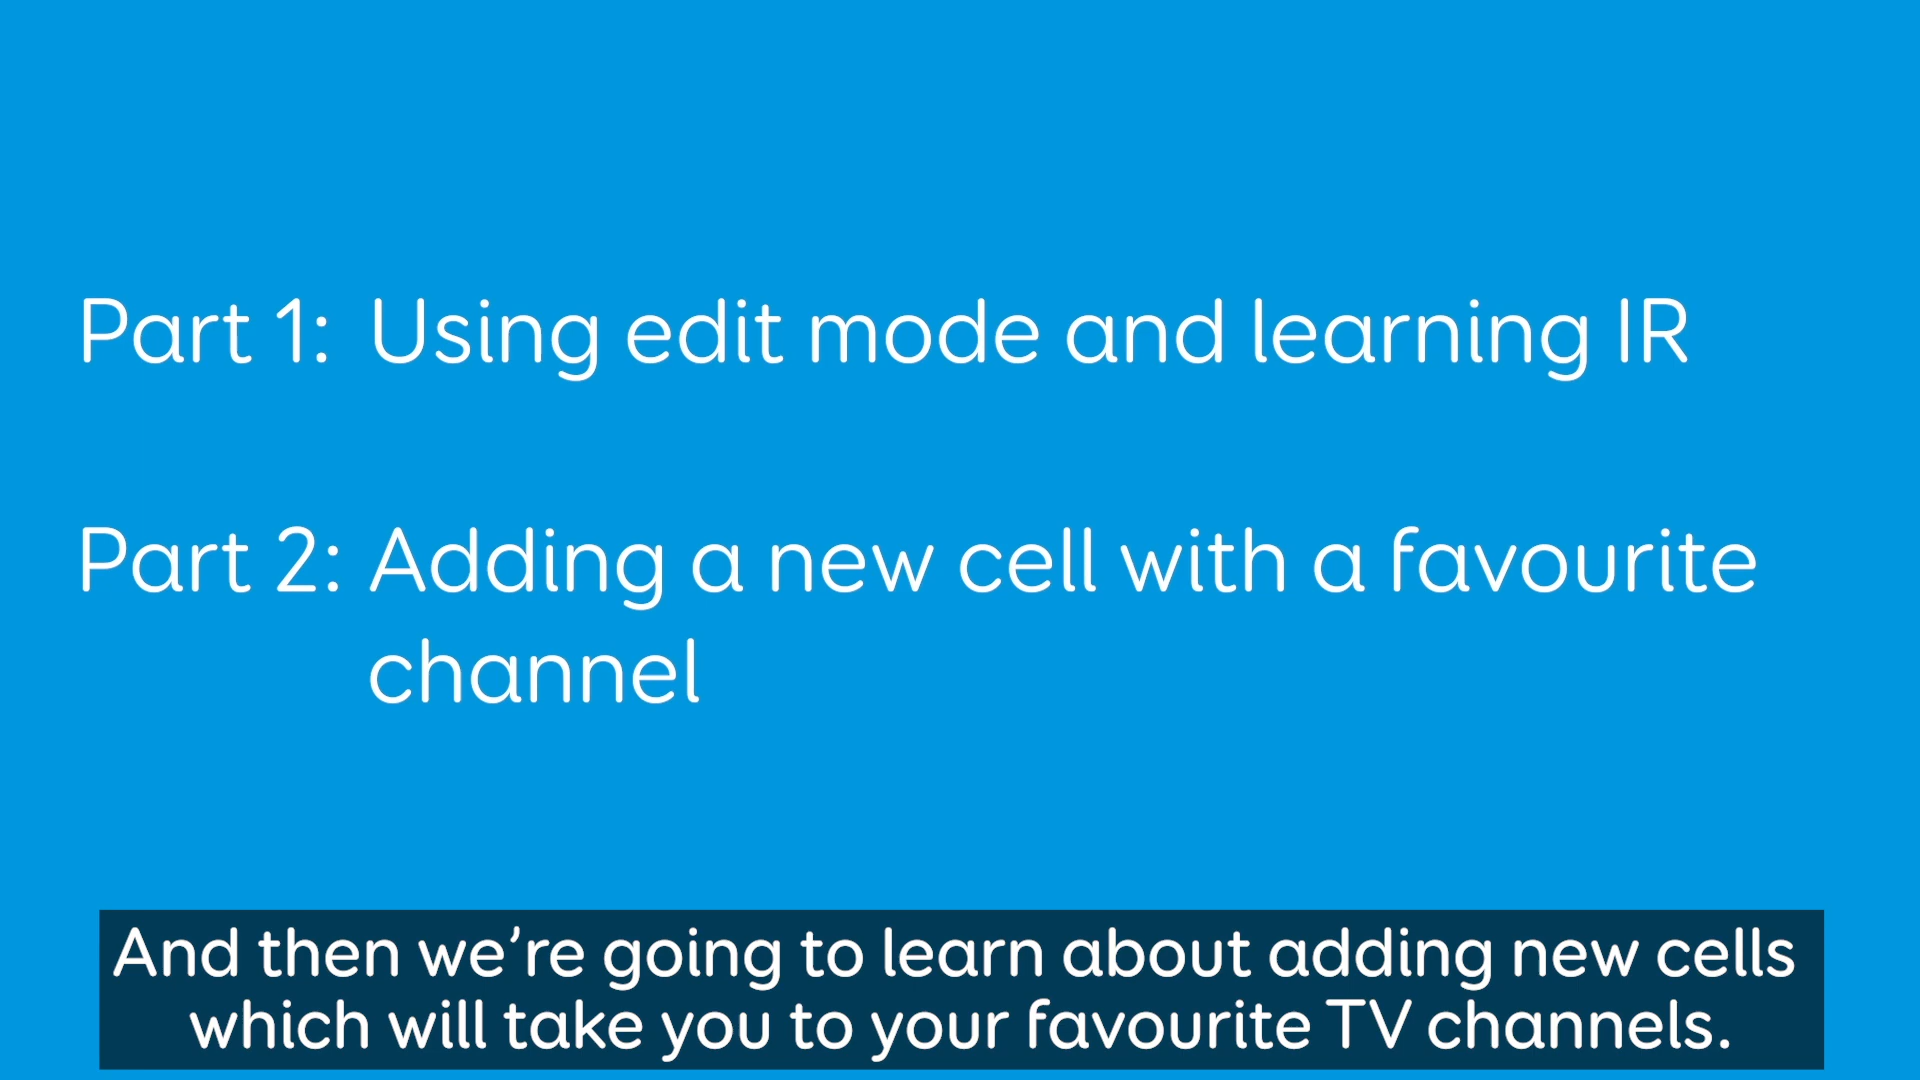 Part 1: Using edit mode and learning IR
Part 2: Adding a new cell with a favourite
channel
And then we’re going to learn about adding new cells
which will take you to your favourite TV channels.